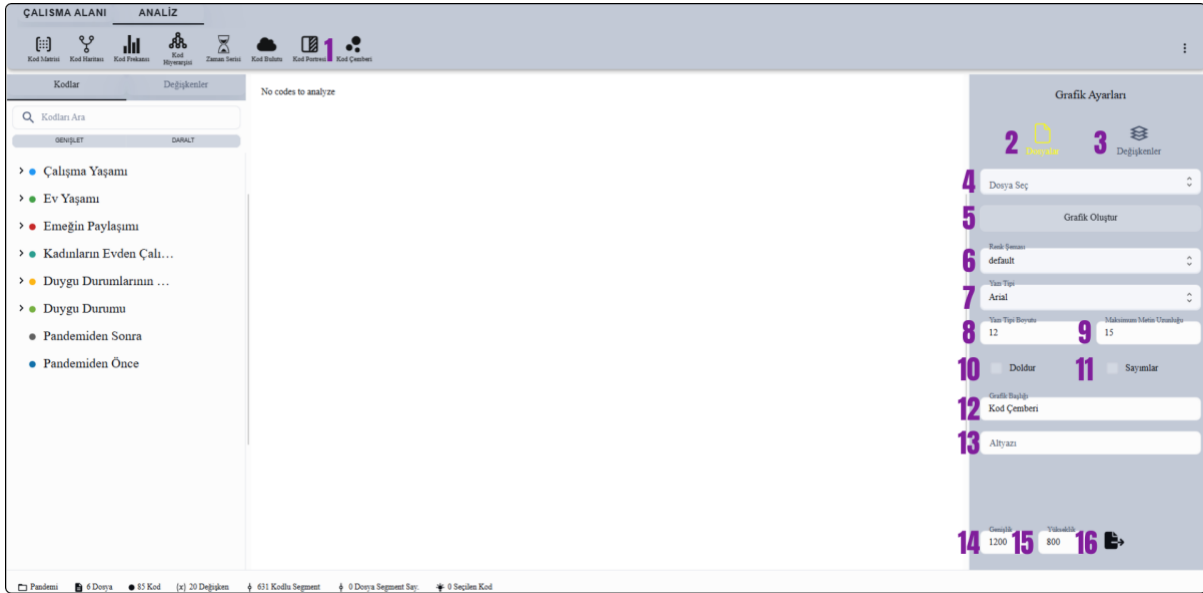 ÇALISMA ALANI ANALİZ
Kod Matrisi Kod Haritası Kod Frekansı Kod Hiyerarşisi Zaman Serisi Kod Bulutu Kod Portresi 1 Kod Çemberi
Kodlar Değişkenler
Kodları Ara
GENİŞLET DARALT
Çalışma Yaşamı
Ev Yaşamı
Emeğin Paylaşımı
Kadınların Evden Çalı...
Duygu Durumlarının ...
Duygu Durumu
Pandemiden Sonra
Pandemiden Önce
No codes to analyze
Grafik Ayarları
2 Dosyalar 3 Değişkenler
4 Dosya Seç
5 Grafik Oluştur
Renk Şeması
6 default
Yazı Tipi
7 Arial
Yazı Tipi Boyutu Maksimum Metin Uzunluğu
8 12 9 15
10 Doldur 11 Sayımlar
Grafik Başlığı
12 Kod Çemberi
13 Altyazı
Genişlik Yükseklik
14 1200 15 800 16
Pandemi 6 Dosya 85 Kod {x} 20 Değişken 631 Kodlu Segment 0 Dosya Segment Say. 0 Seçilen Kod